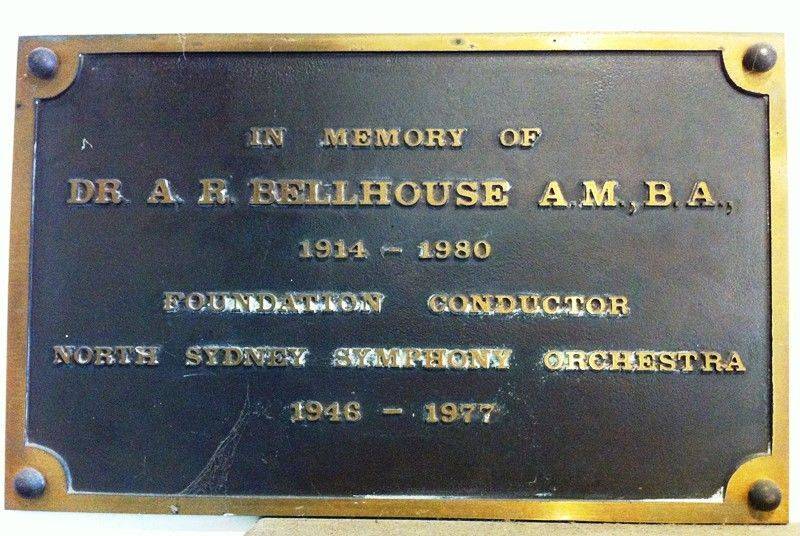 IN MEMORY OF
DR A. R. BELLHOUSE A.M., B.A.,
1914 - 1980
FOUNDATION CONDUCTOR
NORTH SYDNEY SYMPHONY ORCHESTRA
1946 - 1977